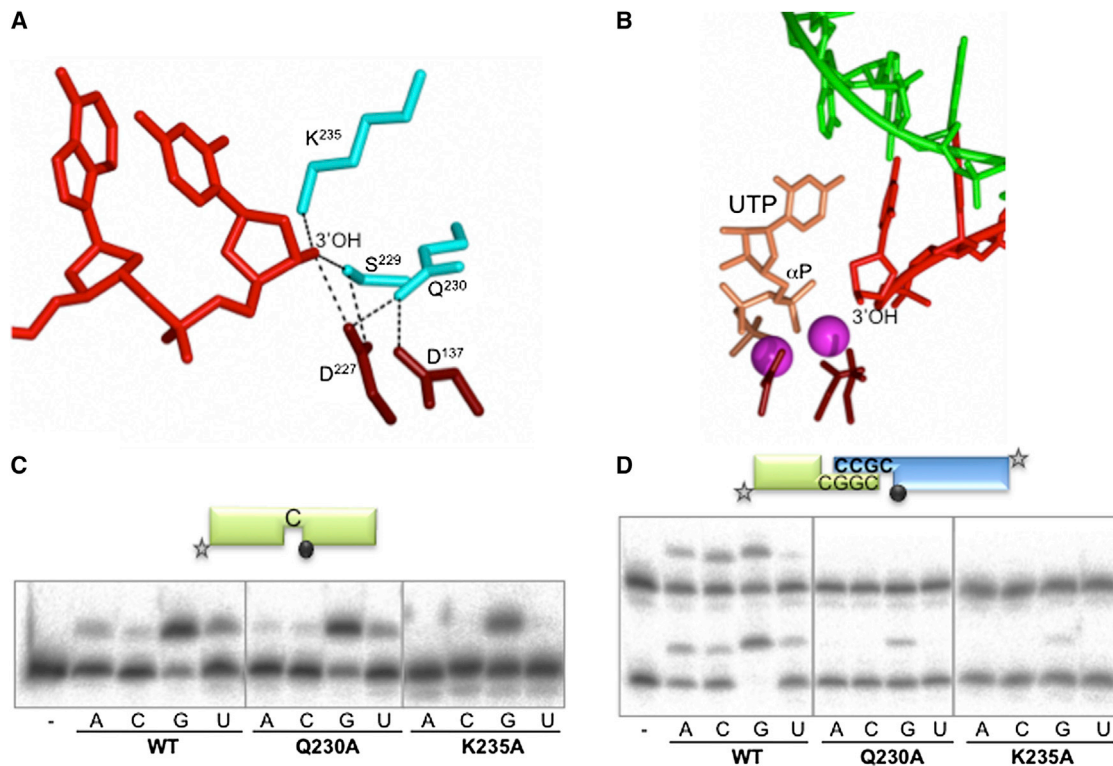 A
K235
3'OH
S229
Q230
D227
D137
B
UTP
αP
3'OH
C
C
- A C G U A C G U A C G U
WT Q230A K235A
D
CCGC
CGGC
- A C G U A C G U A C G U
WT Q230A K235A